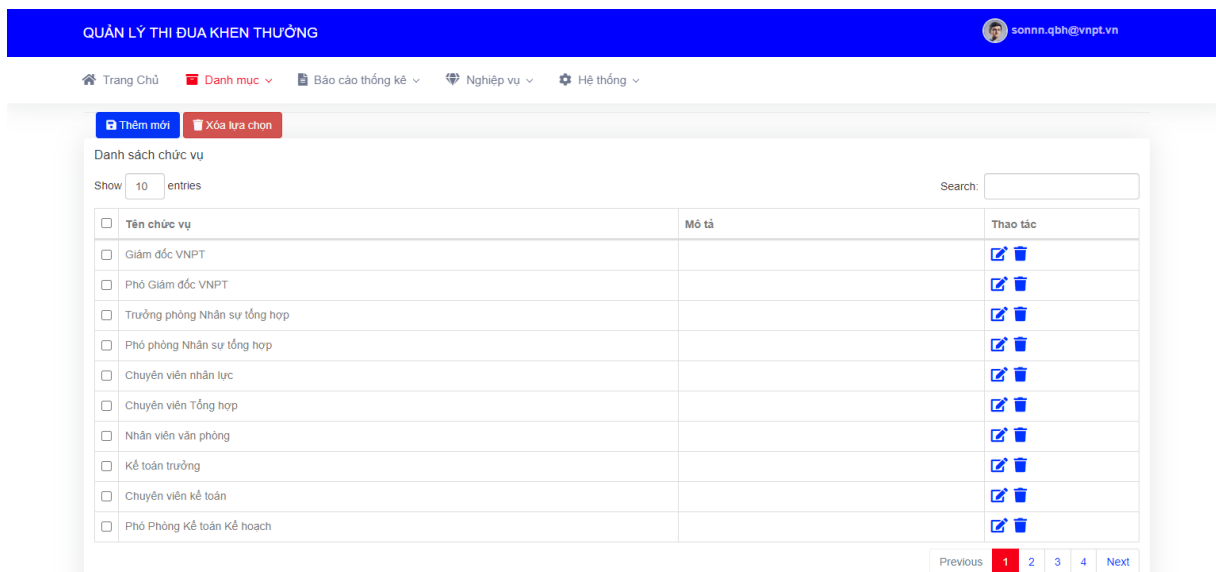 QUẢN LÝ THI ĐUA KHEN THƯỞNG sonnn.qbh@vnpt.vn
Trang Chủ Danh mục Báo cáo thống kê Nghiệp vụ Hệ thống
Thêm mới Xóa lựa chọn
Danh sách chức vụ
Show 10 entries Search:
Tên chức vụ Mô tả Thao tác
Giám đốc VNPT
Phó Giám đốc VNPT
Trưởng phòng Nhân sự tổng hợp
Phó phòng Nhân sự tổng hợp
Chuyên viên nhân lực
Chuyên viên Tổng hợp
Nhân viên văn phòng
Kế toán trưởng
Chuyên viên kế toán
Phó Phòng Kế toán Kế hoạch
Previous 1 2 3 4 Next